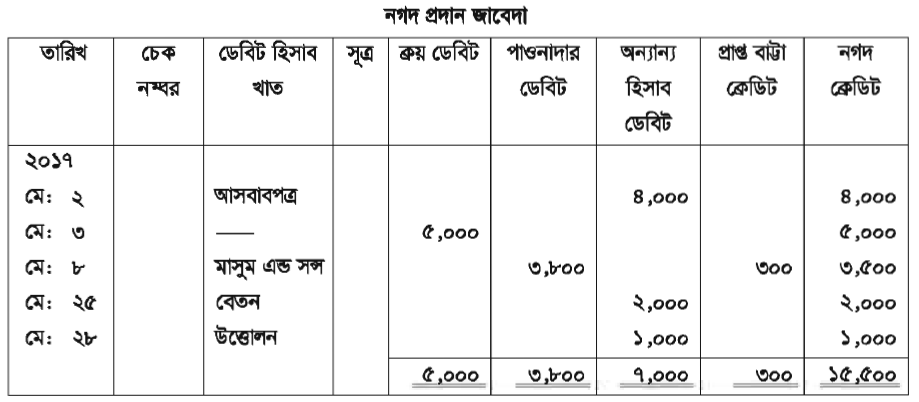 নগদ প্রদান জাবেদা
তারিখ চেক নম্বর ডেবিট হিসাব খাত সূত্র ক্রয় ডেবিট পাওনাদার ডেবিট অন্যান্য হিসাব ডেবিট প্রাপ্ত বাট্টা ক্রেডিট নগদ ক্রেডিট
২০১৭
মে: ২ আসবাবপত্র ৪,০০০ ৪,০০০
মে: ৩ —— ৫,০০০ ৫,০০০
মে: ৮ মাসুম এন্ড সন্স ৩,৮০০ ৩০০ ৩,৫০০
মে: ২৫ বেতন ২,০০০ ২,০০০
মে: ২৮ উত্তোলন ১,০০০ ১,০০০
৫,০০০ ৩,৮০০ ৭,০০০ ৩০০ ১৫,৫০০